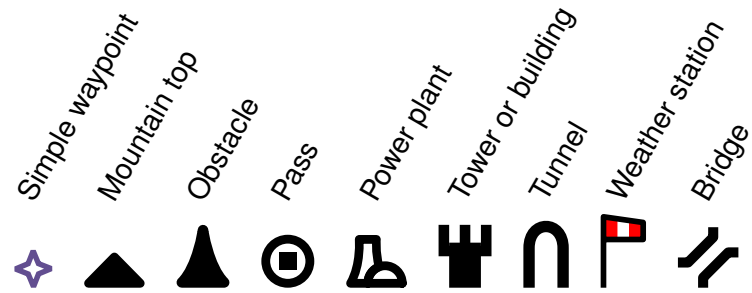 Simple waypoint
Mountain top
Obstacle
Pass
Power plant
Tower or building
Tunnel
Weather station
Bridge